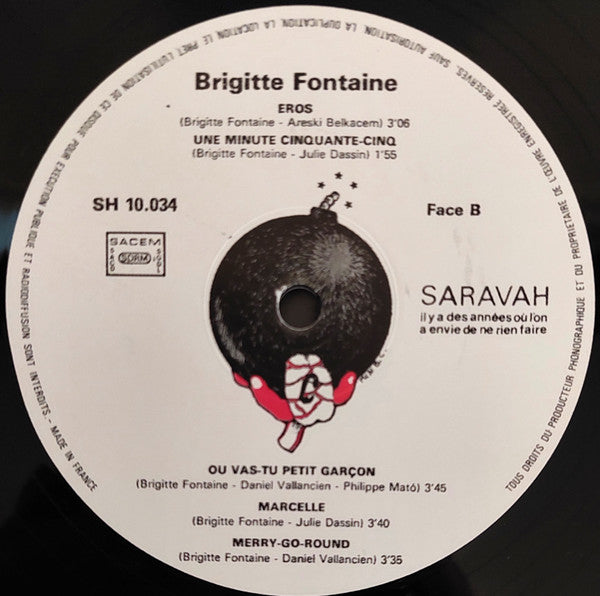 Brigitte Fontaine
EROS
(Brigitte Fontaine - Areski Belkacem) 3'06
UNE MINUTE CINQUANTE-CINQ
(Brigitte Fontaine - Julie Dassin) 1'55
SH 10.034
Face B
SACEM
SACD
SDRM
SGDL
SARAVAH
il y a des années où l'on
a envie de ne rien faire
OU VAS-TU PETIT GARÇON
(Brigitte Fontaine - Daniel Vallancien - Philippe Mató) 3'45
MARCELLE
(Brigitte Fontaine - Julie Dassin) 3'40
MERRY-GO-ROUND
(Brigitte Fontaine - Daniel Vallancien) 3'35
TOUS DROITS DU PRODUCTEUR PHONOGRAPHIQUE ET DU PROPRIETAIRE DE L'ŒUVRE ENREGISTREE RESERVES. SAUF AUTORISATION LA DUPLICATION LA LOCATION LE PRET L'UTILISATION DE CE DISQUE POUR EXECUTION PUBLIQUE ET RADIODIFFUSION SONT INTERDITS. - MADE IN FRANCE